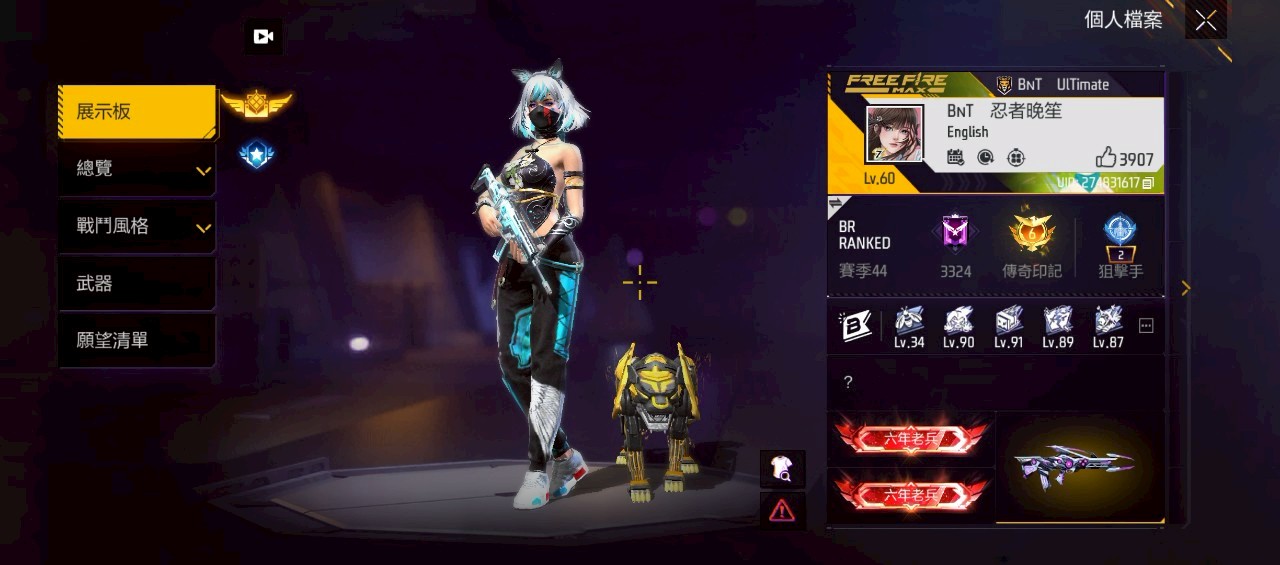 個人檔案
展示板
總覽
戰鬥風格
武器
願望清單
FREE FIRE
MAX
BNT UlTimate
BNT 忍者晚笙
English
3907
Lv.60
UID: 274831617
BR
RANKED
賽季44
3324
6
傳奇印記
2
狙擊手
Lv.34
Lv.90
Lv.91
Lv.89
Lv.87
?
六年老兵
六年老兵